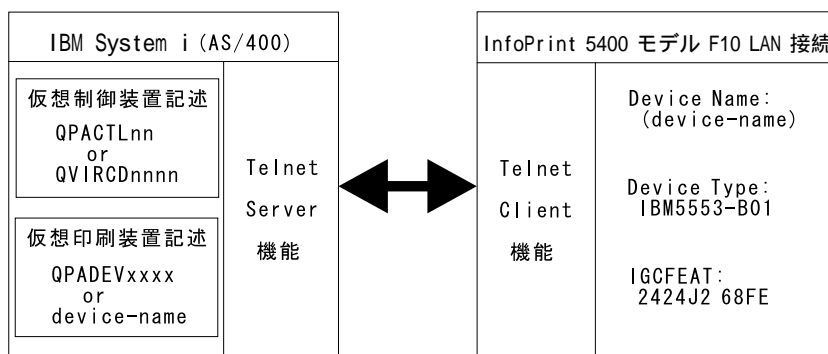 IBM System i (AS/400)
仮想制御装置記述
QPACTLnn
or
QVIRCDnnnn
仮想印刷装置記述
QPADEVxxxx
or
device-name
Telnet
Server
機能
InfoPrint 5400 モデル F10 LAN 接続
Telnet
Client
機能
Device Name:
(device-name)
Device Type:
IBM5553-B01
IGCFEAT:
2424J2 68FE